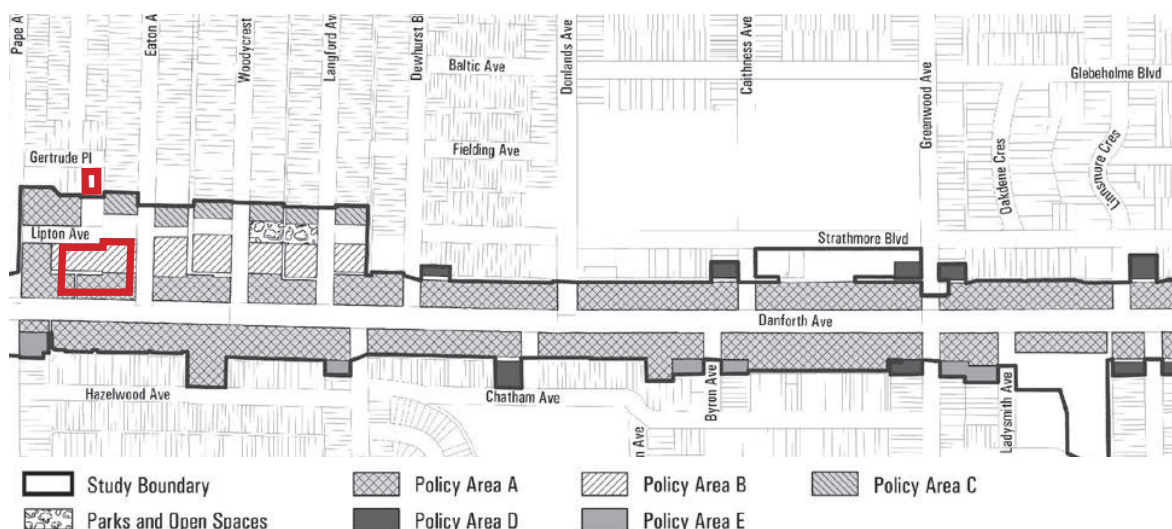 Pape A
Eaton A
Woodycrest
Langford Av
Dewhurst B
Donlands Ave
Caithness Ave
Greenwood Ave
Baltic Ave
Glebeholme Blvd
Fielding Ave
Gertrude Pl
Oakdene Cres
Linnsmore Cres
Lipton Ave
Strathmore Blvd
Danforth Ave
Hazelwood Ave
Chatham Ave
Byron Ave
n Ave
Ladysmith Ave
Study Boundary
Policy Area A
Policy Area B
Policy Area C
Parks and Open Spaces
Policy Area D
Policy Area E